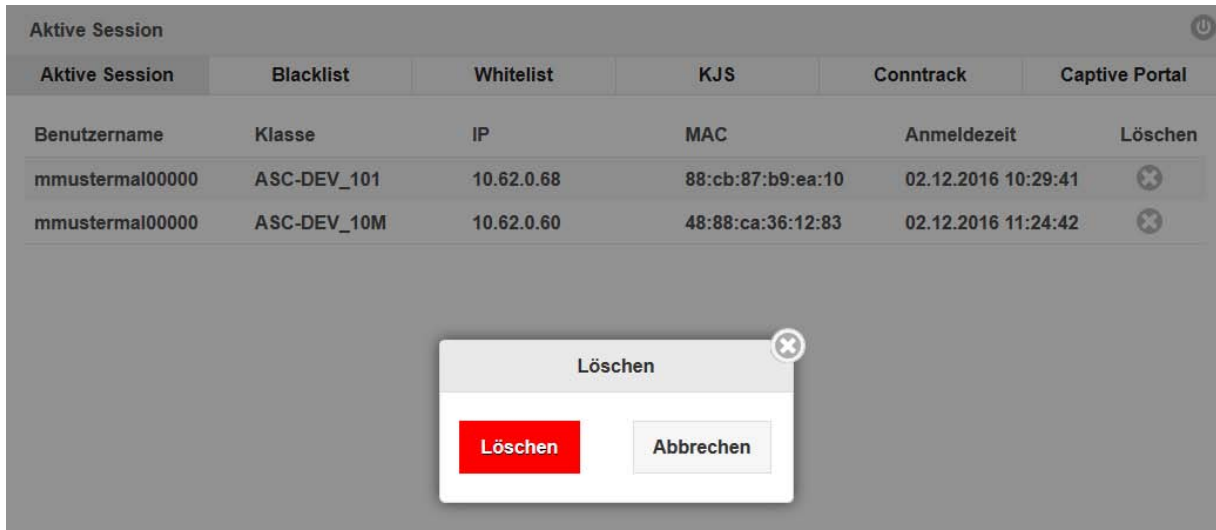 Aktive Session
Aktive Session Blacklist Whitelist KJS Conntrack Captive Portal
Benutzername Klasse IP MAC Anmeldezeit Löschen
mmustermal00000 ASC-DEV_101 10.62.0.68 88:cb:87:b9:ea:10 02.12.2016 10:29:41
mmustermal00000 ASC-DEV_10M 10.62.0.60 48:88:ca:36:12:83 02.12.2016 11:24:42
Löschen
Löschen Abbrechen